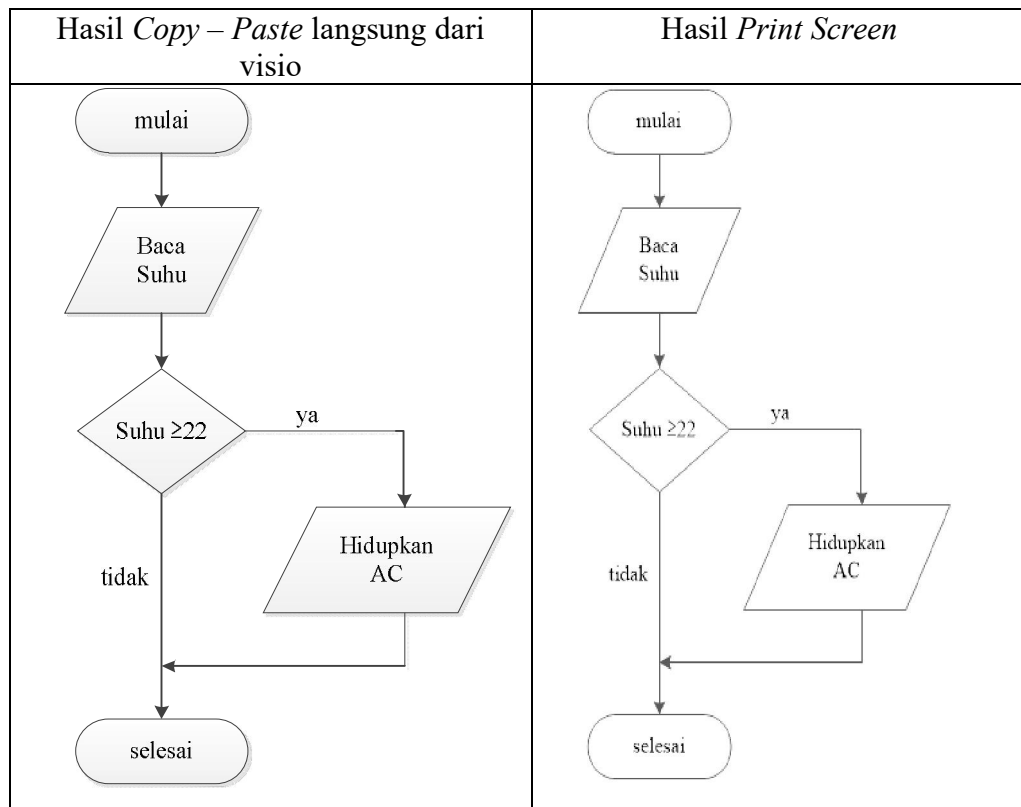 Hasil Copy – Paste langsung dari
visio
Hasil Print Screen
mulai
Baca
Suhu
Suhu ≥22
ya
tidak
Hidupkan
AC
selesai
mulai
Baca
Suhu
Suhu ≥22
ya
tidak
Hidupkan
AC
selesai